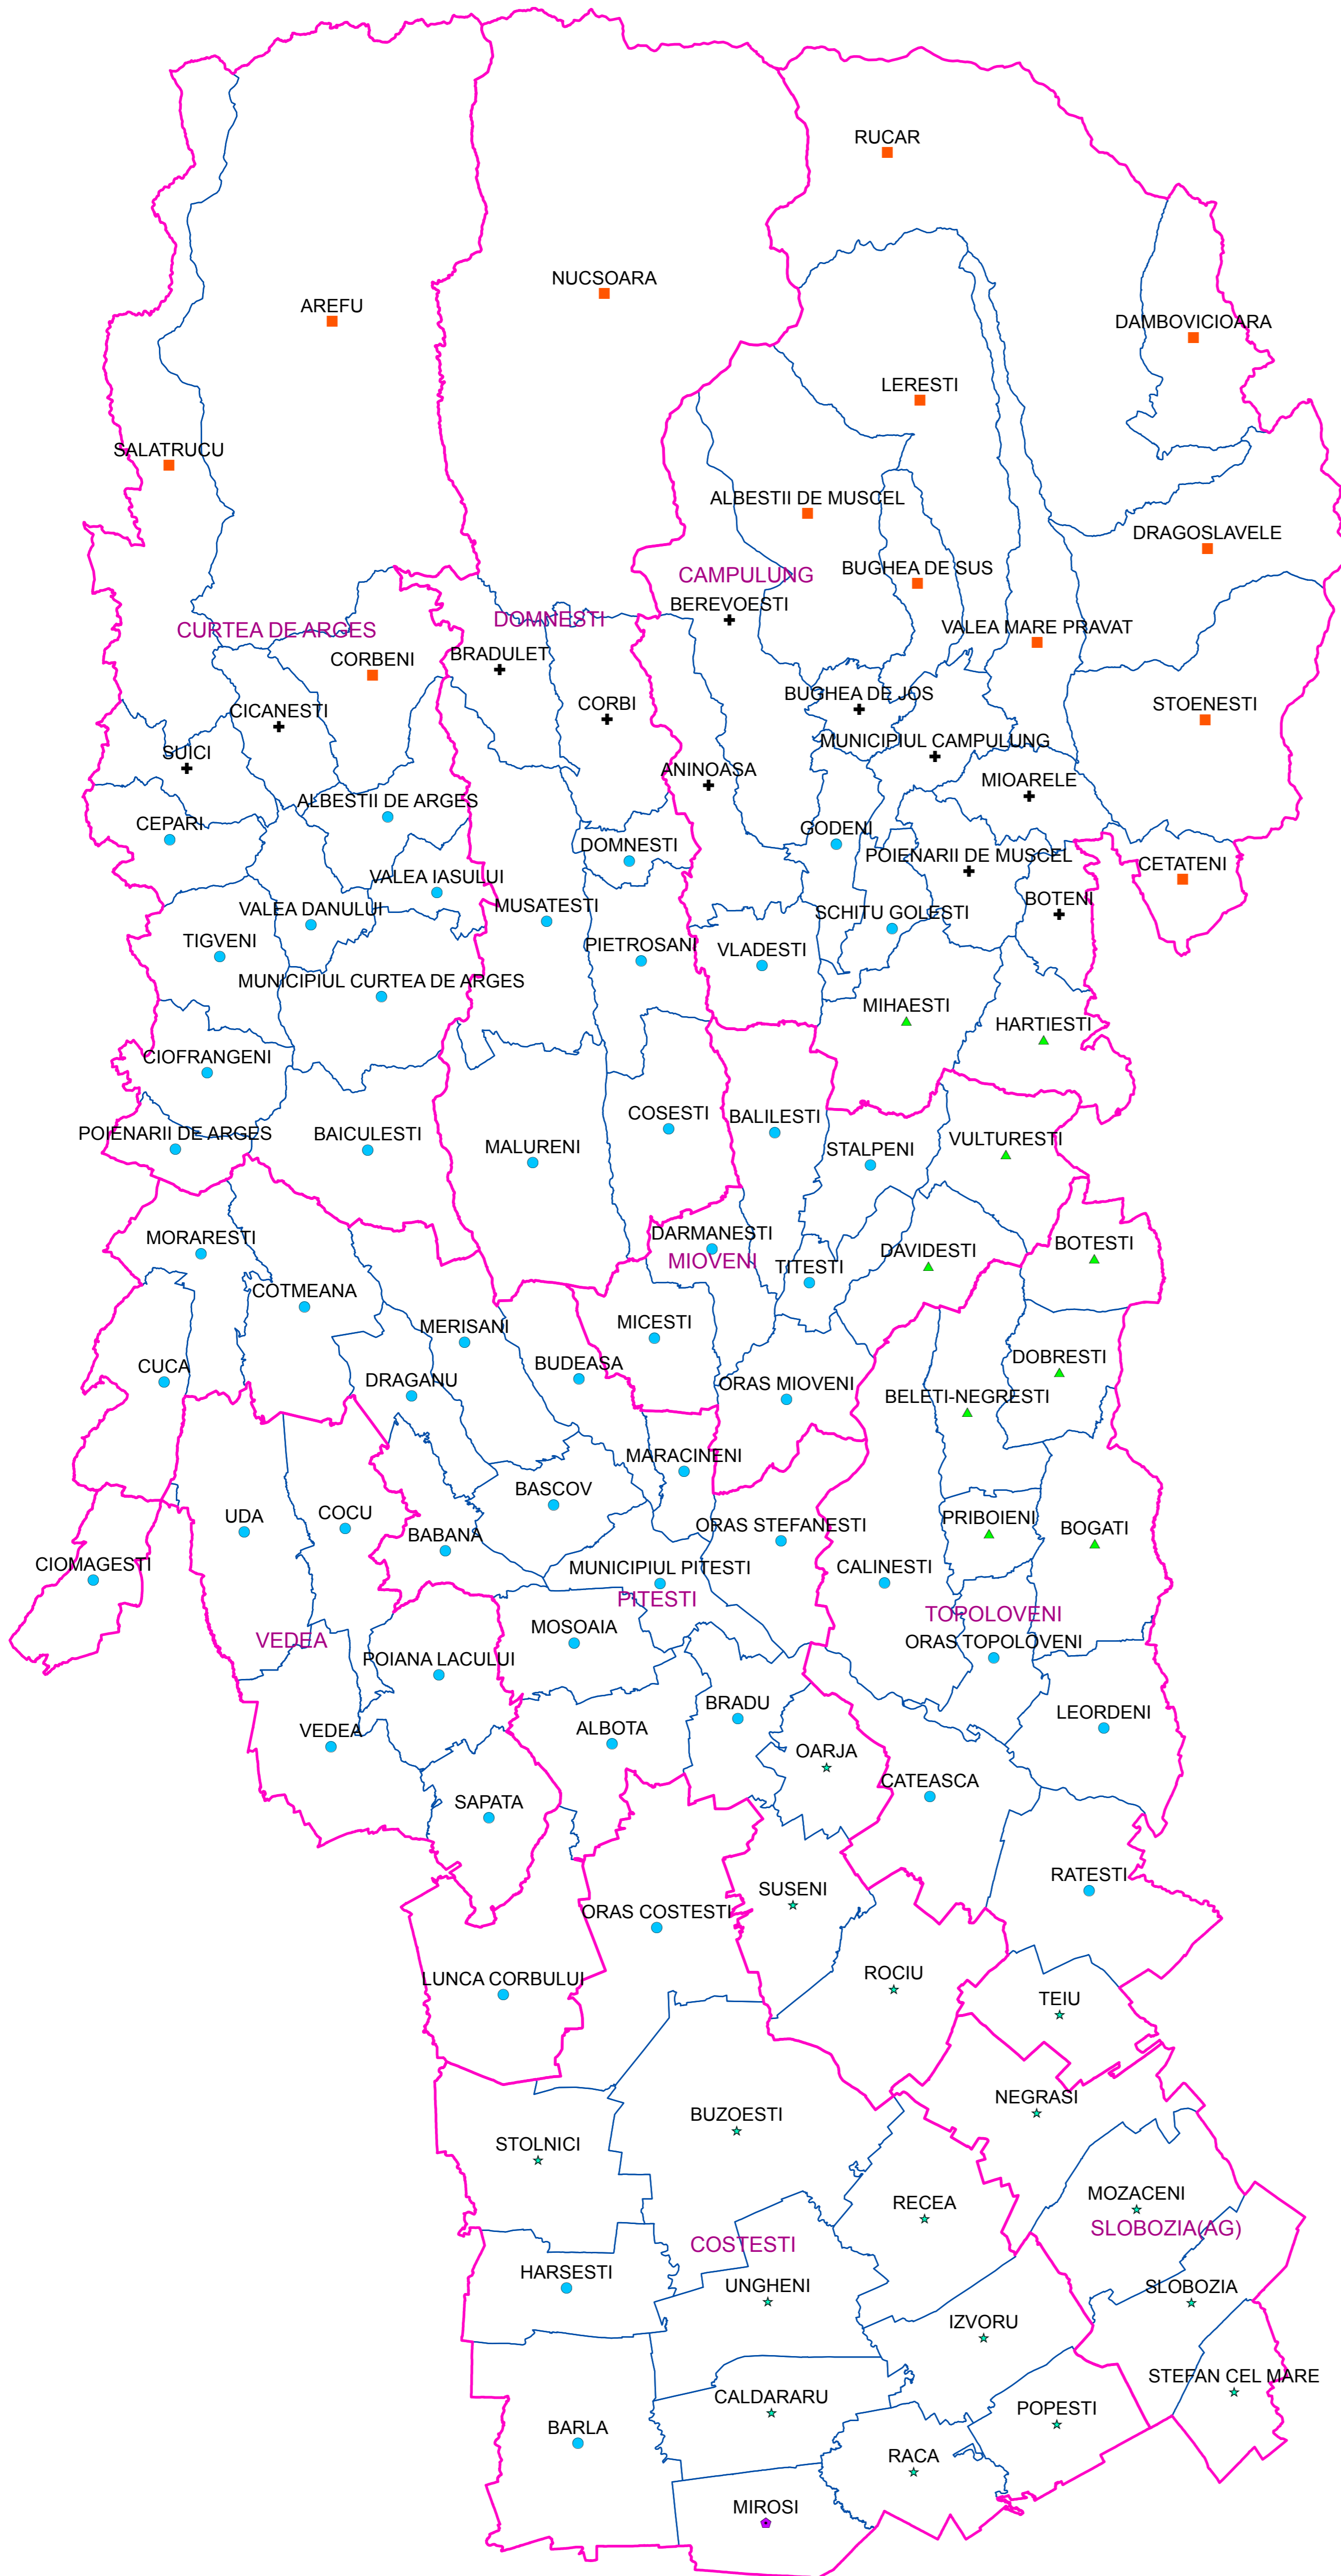 RUCAR
NUCSOARA
AREFU
DAMBOVICIOARA
LERESTI
SALATRUCU
ALBESTII DE MUSCEL
DRAGOSLAVELE
BUGHEA DE SUS
CAMPULUNG
BEREVOESTI
DOMNESTI
CURTEA DE ARGES
VALEA MARE PRAVAT
BRADULET
CORBENI
BUGHEA DE JOS
CORBI
STOENESTI
CICANESTI
MUNICIPIUL CAMPULUNG
SUICI
ANINOASA
MIOARELE
ALBESTII DE ARGES
CEPARI
GODENI
DOMNESTI
POIENARII DE MUSCEL
CETATENI
VALEA IASULUI
BOTENI
MUSATESTI
VALEA DANULUI
SCHITU GOLESTI
TIGVENI
PIETROSANI
VLADESTI
MUNICIPIUL CURTEA DE ARGES
MIHAESTI
HARTIESTI
CIOFRANGENI
COSESTI
BALILESTI
POIENARII DE ARGES
BAICULESTI
MALURENI
STALPENI
VULTURESTI
MORARESTI
DARMANESTI
MIOVENI
TITESTI
DAVIDESTI
BOTESTI
COTMEANA
MERISANI
MICESTI
CUCA
DRAGANU
BUDEASA
ORAS MIOVENI
DOBRESTI
BELETI-NEGRESTI
MARACINENI
BASCOV
UDA
COCU
BABANA
ORAS STEFANESTI
PRIBOIENI
BOGATI
CIOMAGESTI
MUNICIPIUL PITESTI
PITESTI
CALINESTI
TOPOLOVENI
ORAS TOPOLOVENI
VEDEA
MOSOAIA
POIANA LACULUI
BRADU
LEORDENI
VEDEA
ALBOTA
OARJA
CATEASCA
SAPATA
RATESTI
SUSENI
ORAS COSTESTI
LUNCA CORBULUI
ROCIU
TEIU
NEGRASI
BUZOESTI
STOLNICI
MOZACENI
RECEA
SLOBOZIA(AG)
COSTESTI
HARSESTI
UNGHENI
SLOBOZIA
IZVORU
STEFAN CEL MARE
CALDARARU
POPESTI
BARLA
RACA
MIROSI